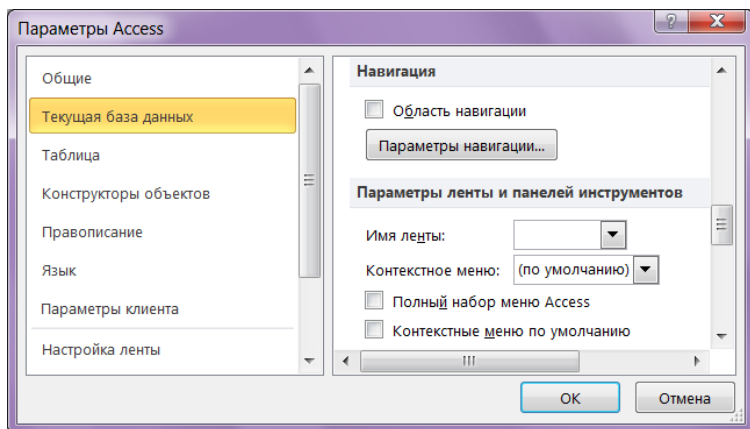 Параметры Access
Общие
Текущая база данных
Таблица
Конструкторы объектов
Правописание
Язык
Параметры клиента
Настройка ленты
Навигация
Область навигации
Параметры навигации...
Параметры ленты и панелей инструментов
Имя ленты:
Контекстное меню: (по умолчанию)
Полный набор меню Access
Контекстные меню по умолчанию
ОК
Отмена